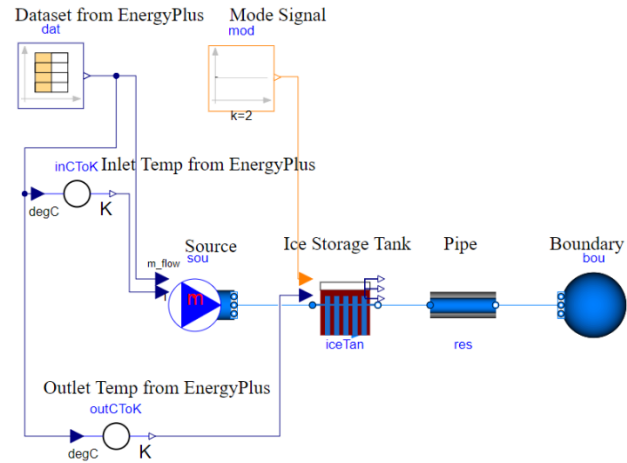 Dataset from EnergyPlus
Mode Signal
dat
mod
k=2
Inlet Temp from EnergyPlus
inCToK
degC
K
Source
Ice Storage Tank
Pipe
Boundary
m_flow
sou
bou
m
iceTan
res
Outlet Temp from EnergyPlus
outCToK
degC
K